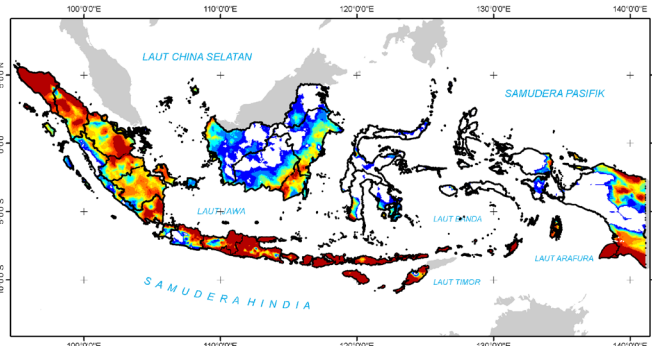 100°0'0"E 110°0'0"E 120°0'0"E 130°0'0"E 140°0'0"E
LAUT CHINA SELATAN
SAMUDERA PASIFIK
LAUT JAWA
LAUT BANDA
LAUT ARAFURA
LAUT TIMOR
SAMUDERA HINDIA
100°0'0"E 110°0'0"E 120°0'0"E 130°0'0"E 140°0'0"E